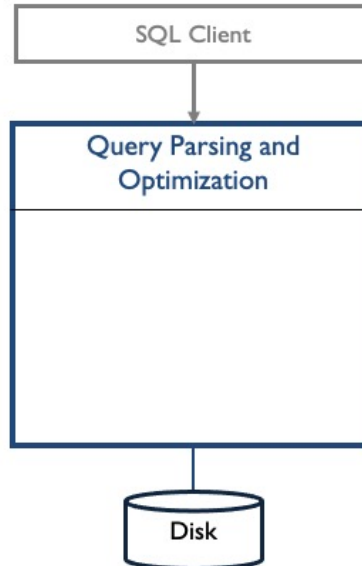 SQL Client
Query Parsing and
Optimization
Disk